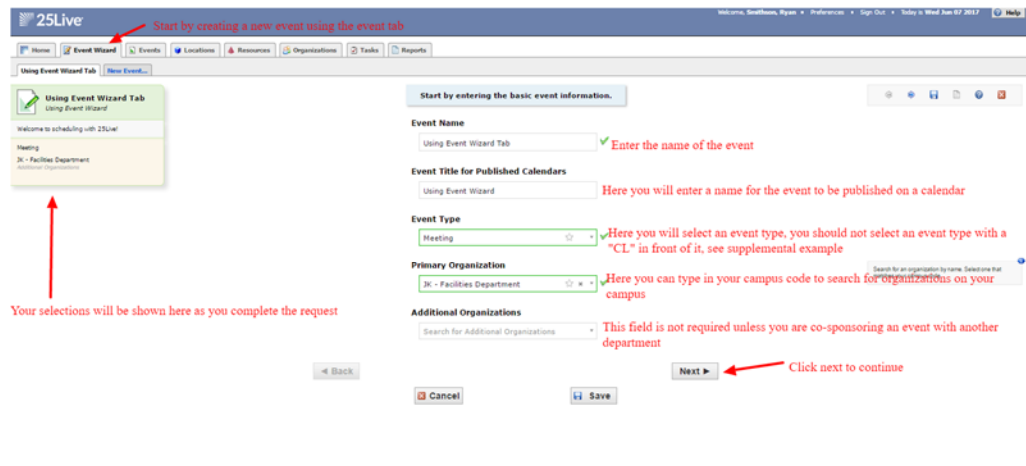 25Live
Start by creating a new event using the event tab
Welcome, Smithson, Ryan • Preferences • Sign Out • Today is Wed Jun 07 2017
Help
Home Event Wizard Events Locations Resources Organizations Tasks Reports
Using Event Wizard Tab New Event...
Using Event Wizard Tab
Using Event Wizard
Welcome to scheduling with 25Live!
Meeting
JK - Facilities Department
Additional Organizations
Your selections will be shown here as you complete the request
Start by entering the basic event information.
Event Name
Using Event Wizard Tab
Enter the name of the event
Event Title for Published Calendars
Using Event Wizard
Here you will enter a name for the event to be published on a calendar
Event Type
Meeting
Here you will select an event type, you should not select an event type with a
"CL" in front of it, see supplemental example
Primary Organization
JK - Facilities Department
Here you can type in your campus code to search for organizations on your
campus
Search for an organization by name. Select one that
Additional Organizations
Search for Additional Organizations
This field is not required unless you are co-sponsoring an event with another
department
Back
Next
Click next to continue
Cancel
Save